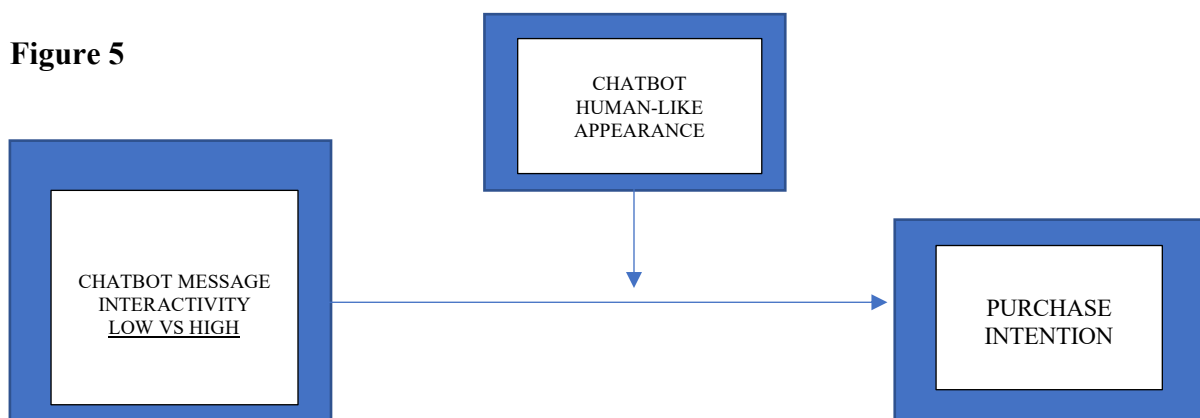 Figure 5
CHATBOT
HUMAN-LIKE
APPEARANCE
CHATBOT MESSAGE
INTERACTIVITY
LOW VS HIGH
PURCHASE
INTENTION